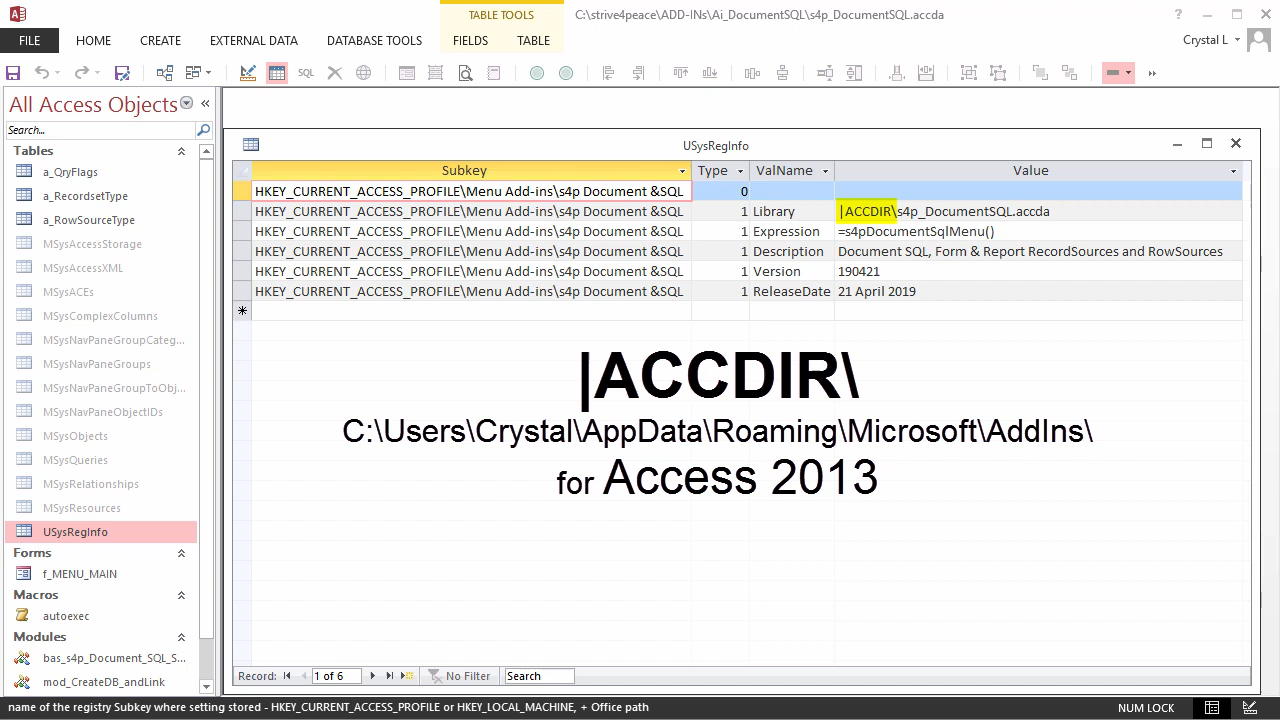 TABLE TOOLS
C:\strive4peace\ADD-INs\Ai_DocumentSQL\s4p_DocumentSQL.accda
?
FILE HOME CREATE EXTERNAL DATA DATABASE TOOLS FIELDS TABLE
Crystal L
SQL
All Access Objects
Search...
Tables
a_QryFlags
a_RecordsetType
a_RowSourceType
MSysAccessStorage
MSysAccessXML
MSysACEs
MSysComplexColumns
MSysNavPaneGroupCateg...
MSysNavPaneGroups
MSysNavPaneGroupToObj...
MSysNavPaneObjectIDs
MSysObjects
MSysQueries
MSysRelationships
MSysResources
USysRegInfo
Forms
f_MENU_MAIN
Macros
autoexec
Modules
bas_s4p_Document_SQL_S...
mod_CreateDB_andLink
USysRegInfo
Subkey Type ValName Value
HKEY_CURRENT_ACCESS_PROFILE\Menu Add-ins\s4p Document &SQL 0
HKEY_CURRENT_ACCESS_PROFILE\Menu Add-ins\s4p Document &SQL 1 Library |ACCDIR\s4p_DocumentSQL.accda
HKEY_CURRENT_ACCESS_PROFILE\Menu Add-ins\s4p Document &SQL 1 Expression =s4pDocumentSqlMenu()
HKEY_CURRENT_ACCESS_PROFILE\Menu Add-ins\s4p Document &SQL 1 Description Document SQL, Form & Report RecordSources and RowSources
HKEY_CURRENT_ACCESS_PROFILE\Menu Add-ins\s4p Document &SQL 1 Version 190421
HKEY_CURRENT_ACCESS_PROFILE\Menu Add-ins\s4p Document &SQL 1 ReleaseDate 21 April 2019
|ACCDIR\
C:\Users\Crystal\AppData\Roaming\Microsoft\AddIns\
for Access 2013
Record: 1 of 6 No Filter Search
name of the registry Subkey where setting stored - HKEY_CURRENT_ACCESS_PROFILE or HKEY_LOCAL_MACHINE, + Office path
NUM LOCK